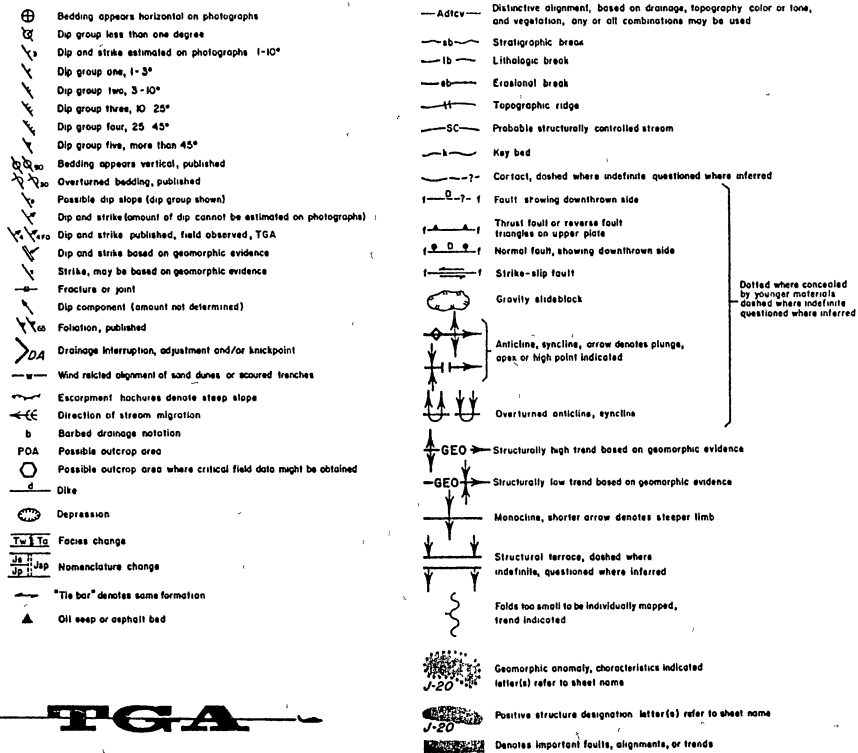 Bedding appears horizontal on photographs
Dip group less than one degree
3 Dip and strike estimated on photographs 1-10°
Dip group one, 1-3°
Dip group two, 3-10°
Dip group three, 10 25°
Dip group four, 25 45°
Dip group five, more than 45°
90 Bedding appears vertical, published
30 Overturned bedding, published
Possible dip slope (dip group shown)
Dip and strike (amount of dip cannot be estimated on photographs)
4 4FO Dip and strike published, field observed, TGA
Dip and strike based on geomorphic evidence
Strike, may be based on geomorphic evidence
Fracture or joint
Dip component (amount not determined)
65 Foliation, published
DA Drainage Interruption, adjustment and/or knickpoint
w Wind related alignment of sand dunes or scoured trenches
Escarpment hachures denote steep slope
Direction of stream migration
b Barbed drainage notation
POA Possible outcrop area
Possible outcrop area where critical field data might be obtained
d Dike
Depression
Tw Ta Facies change
Js
Jp Jsp Nomenclature change
"Tie bar" denotes same formation
Oil seep or asphalt bed
TGA
Adtcv Distinctive alignment, based on drainage, topography color or tone,
and vegetation, any or all combinations may be used
sb Stratigraphic break
lb Lithologic break
eb Erosional break
Topographic ridge
SC Probable structurally controlled stream
k Key bed
? Contact, dashed where indefinite questioned where inferred
f D ? f Fault showing downthrown side
Thrust fault or reverse fault
f f triangles on upper plate
f D f Normal fault, showing downthrown side
f f Strike-slip fault
Gravity slideblock
Anticline, syncline, arrow denotes plunge,
apex or high point indicated
Overturned anticline, syncline
Dotted where concealed
by younger materials
dashed where indefinite
questioned where inferred
GEO Structurally high trend based on geomorphic evidence
GEO Structurally low trend based on geomorphic evidence
Monocline, shorter arrow denotes steeper limb
Structural terrace, dashed where
indefinite, questioned where inferred
Folds too small to be individually mapped,
trend indicated
Geomorphic anomaly, characteristics indicated
J-20 letter(s) refer to sheet name
Positive structure designation letter(s) refer to sheet name
J-20
Denotes important faults, alignments, or trends